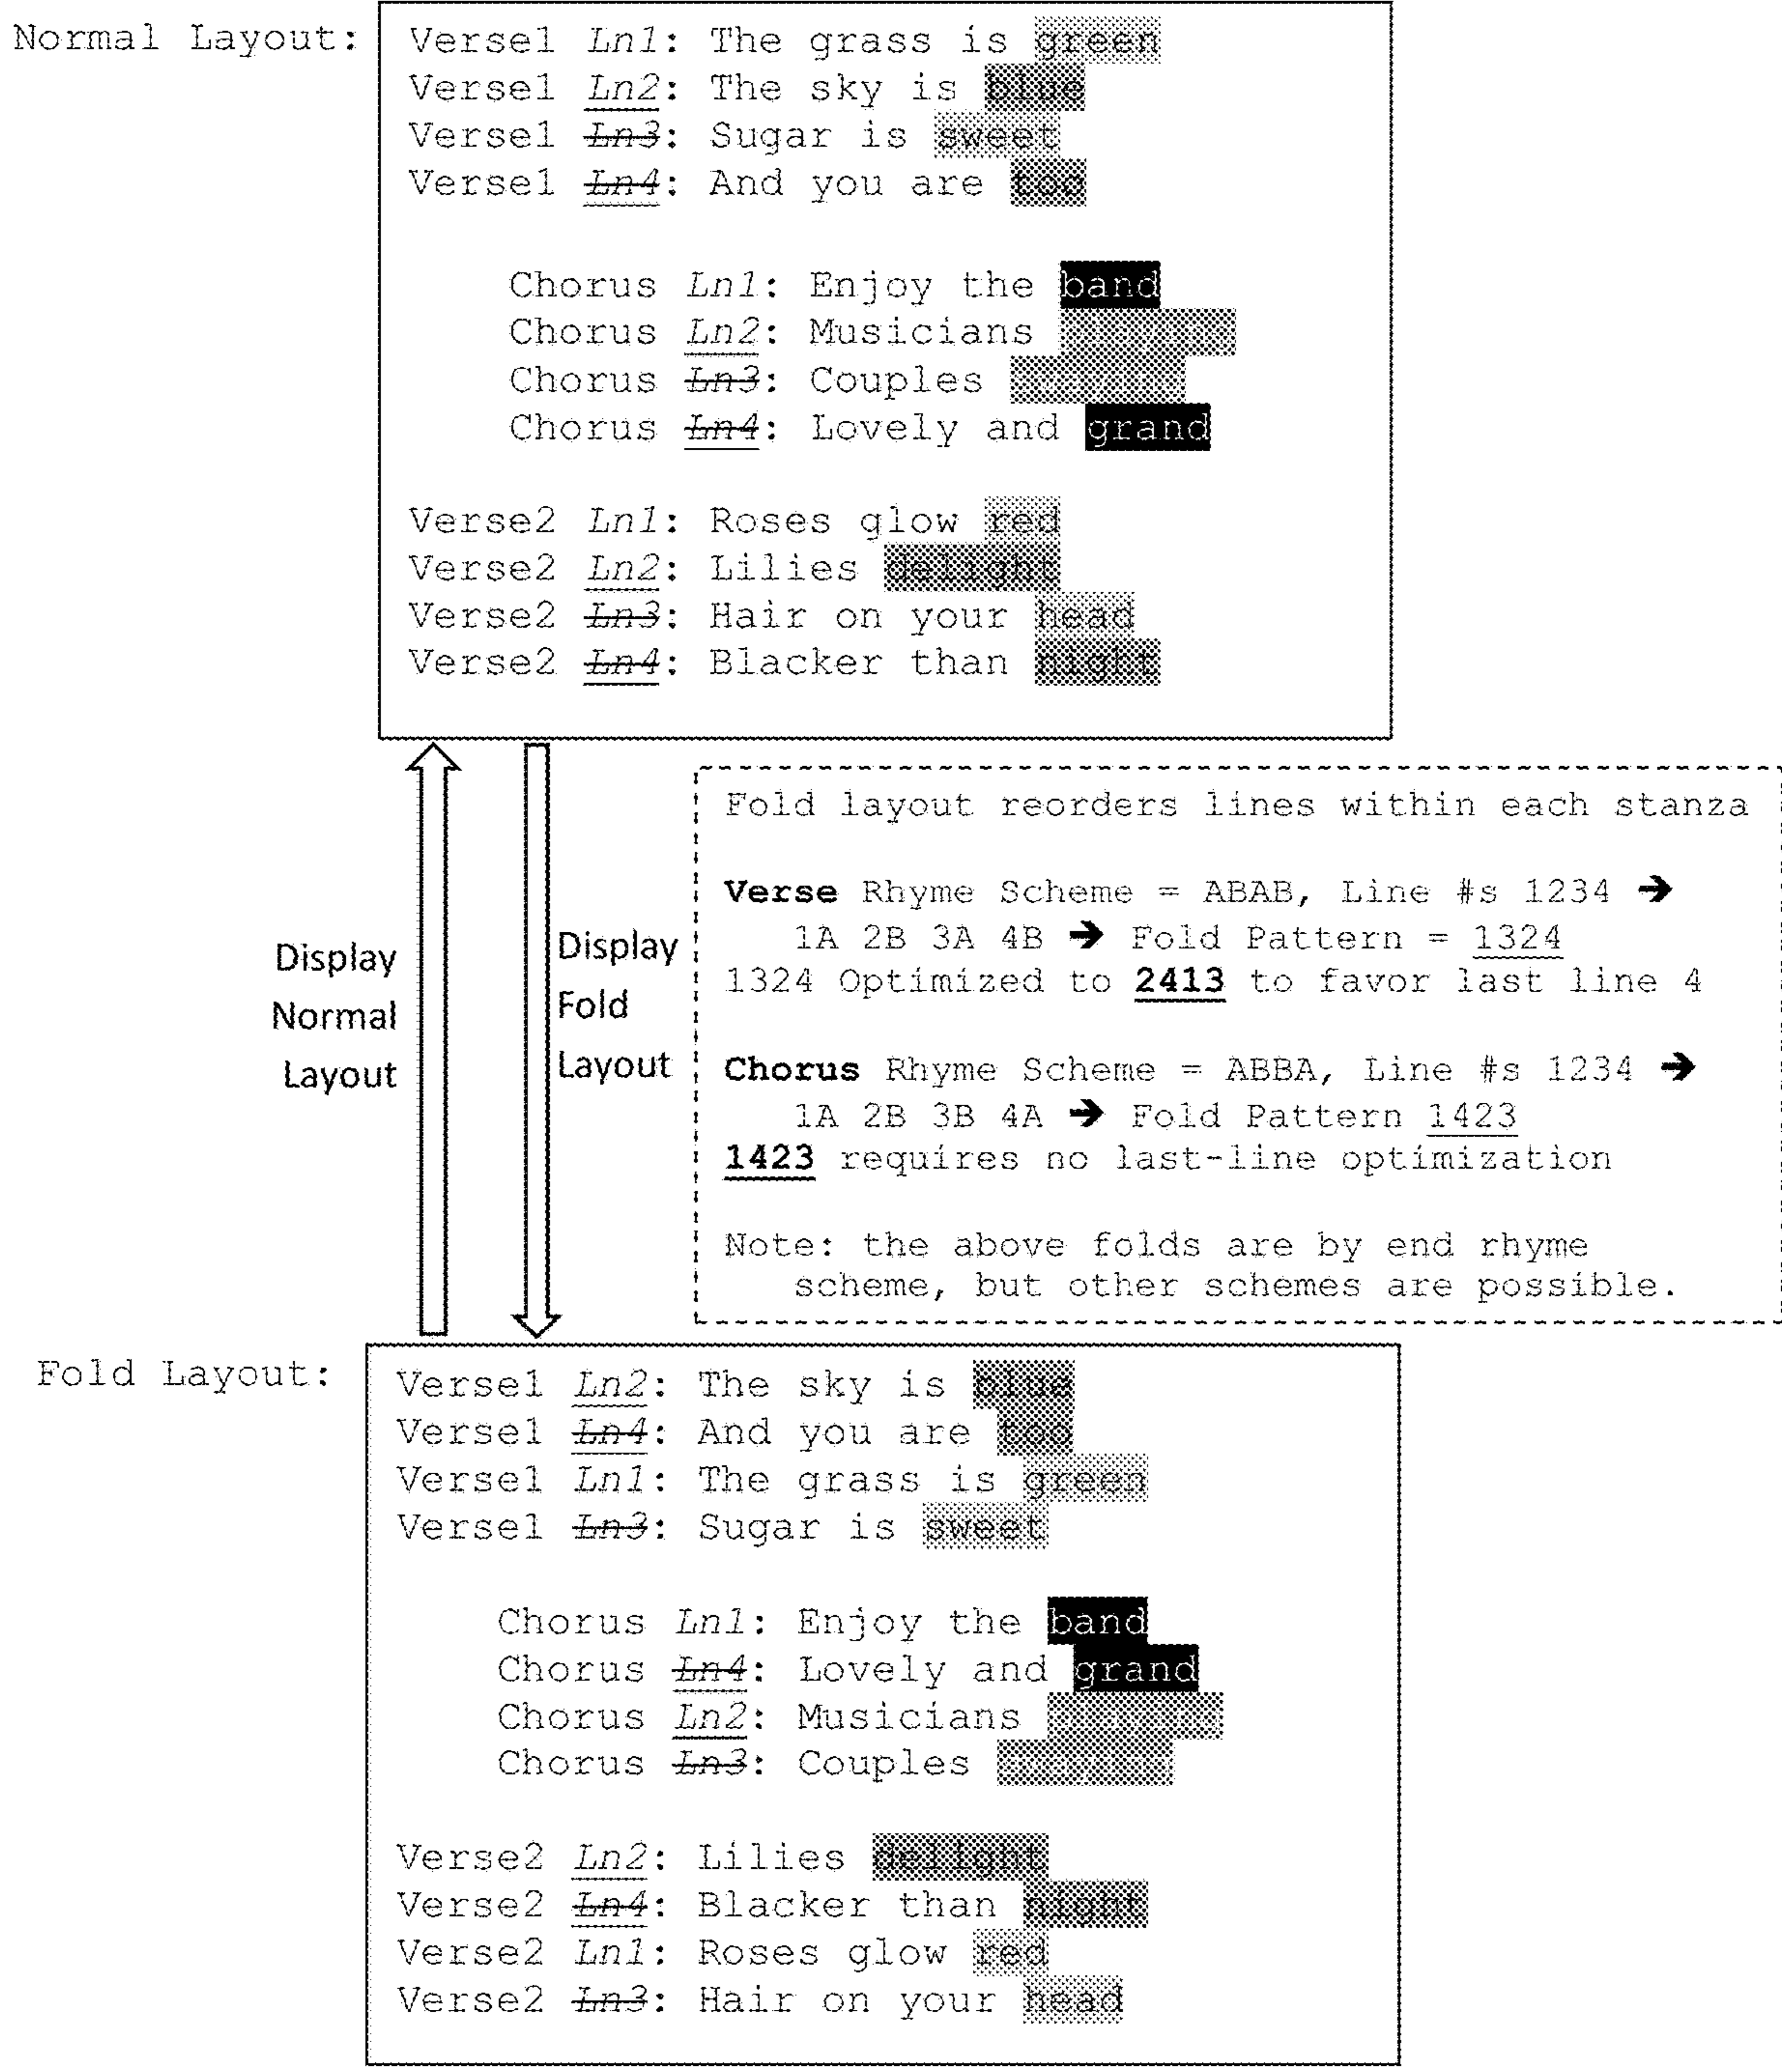 Normal Layout:
Verse1 Ln1: The grass is green
Verse1 Ln2: The sky is blue
Verse1 Ln3: Sugar is sweet
Verse1 Ln4: And you are too
Chorus Ln1: Enjoy the band
Chorus Ln2: Musicians
Chorus Ln3: Couples
Chorus Ln4: Lovely and grand
Verse2 Ln1: Roses glow red
Verse2 Ln2: Lilies delight
Verse2 Ln3: Hair on your head
Verse2 Ln4: Blacker than night
Display
Normal
Layout
Display
Fold
Layout
Fold layout reorders lines within each stanza
Verse Rhyme Scheme = ABAB, Line #s 1234 ➔
1A 2B 3A 4B ➔ Fold Pattern = 1324
1324 Optimized to 2413 to favor last line 4
Chorus Rhyme Scheme = ABBA, Line #s 1234 ➔
1A 2B 3B 4A ➔ Fold Pattern 1423
1423 requires no last-line optimization
Note: the above folds are by end rhyme
scheme, but other schemes are possible.
Fold Layout:
Verse1 Ln2: The sky is blue
Verse1 Ln4: And you are too
Verse1 Ln1: The grass is green
Verse1 Ln3: Sugar is sweet
Chorus Ln1: Enjoy the band
Chorus Ln4: Lovely and grand
Chorus Ln2: Musicians
Chorus Ln3: Couples
Verse2 Ln2: Lilies delight
Verse2 Ln4: Blacker than night
Verse2 Ln1: Roses glow red
Verse2 Ln3: Hair on your head